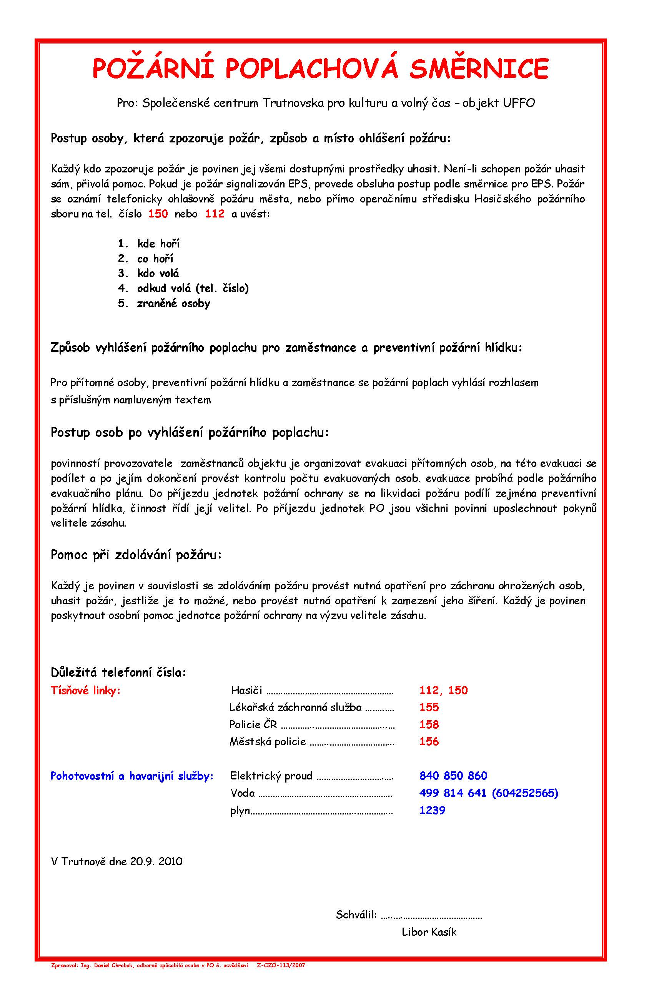 POŽÁRNÍ POPLACHOVÁ SMĚRNICE
Pro: Společenské centrum Trutnovska pro kulturu a volný čas – objekt UFFO
Postup osoby, která zpozoruje požár, způsob a místo ohlášení požáru:
Každý kdo zpozoruje požár je povinen jej všemi dostupnými prostředky uhasit. Není-li schopen požár uhasit
sám, přivolá pomoc. Pokud je požár signalizován EPS, provede obsluha postup podle směrnice pro EPS. Požár
se oznámí telefonicky ohlašovně požáru města, nebo přímo operačnímu středisku Hasičského požárního
sboru na tel. číslo 150 nebo 112 a uvést:
1. kde hoří
2. co hoří
3. kdo volá
4. odkud volá (tel. číslo)
5. zraněné osoby
Způsob vyhlášení požárního poplachu pro zaměstnance a preventivní požární hlídku:
Pro přítomné osoby, preventivní požární hlídku a zaměstnance se požární poplach vyhlásí rozhlasem
s příslušným namluveným textem
Postup osob po vyhlášení požárního poplachu:
povinností provozovatele zaměstnanců objektu je organizovat evakuaci přítomných osob, na této evakuaci se
podílet a po jejím dokončení provést kontrolu počtu evakuovaných osob. evakuace probíhá podle požárního
evakuačního plánu. Do příjezdu jednotek požární ochrany se na likvidaci požáru podílí zejména preventivní
požární hlídka, činnost řídí její velitel. Po příjezdu jednotek PO jsou všichni povinni uposlechnout pokynů
velitele zásahu.
Pomoc při zdolávání požáru:
Každý je povinen v souvislosti se zdoláváním požáru provést nutná opatření pro záchranu ohrožených osob,
uhasit požár, jestliže je to možné, nebo provést nutná opatření k zamezení jeho šíření. Každý je povinen
poskytnout osobní pomoc jednotce požární ochrany na výzvu velitele zásahu.
Důležitá telefonní čísla:
Tísňové linky: Hasiči ……………………………………………. 112, 150
Lékařská záchranná služba ………… 155
Policie ČR ……………………………………… 158
Městská policie …………………………… 156
Pohotovostní a havarijní služby: Elektrický proud ………………………… 840 850 860
Voda ……………………………………………… 499 814 641 (604252565)
plyn………………………………………………… 1239
V Trutnově dne 20.9. 2010
Schválil: ……………………………………
Libor Kasík
Zpracoval: Ing. Daniel Chrobok, odborně způsobilá osoba v PO č. osvědčení Z-OZO-113/2007